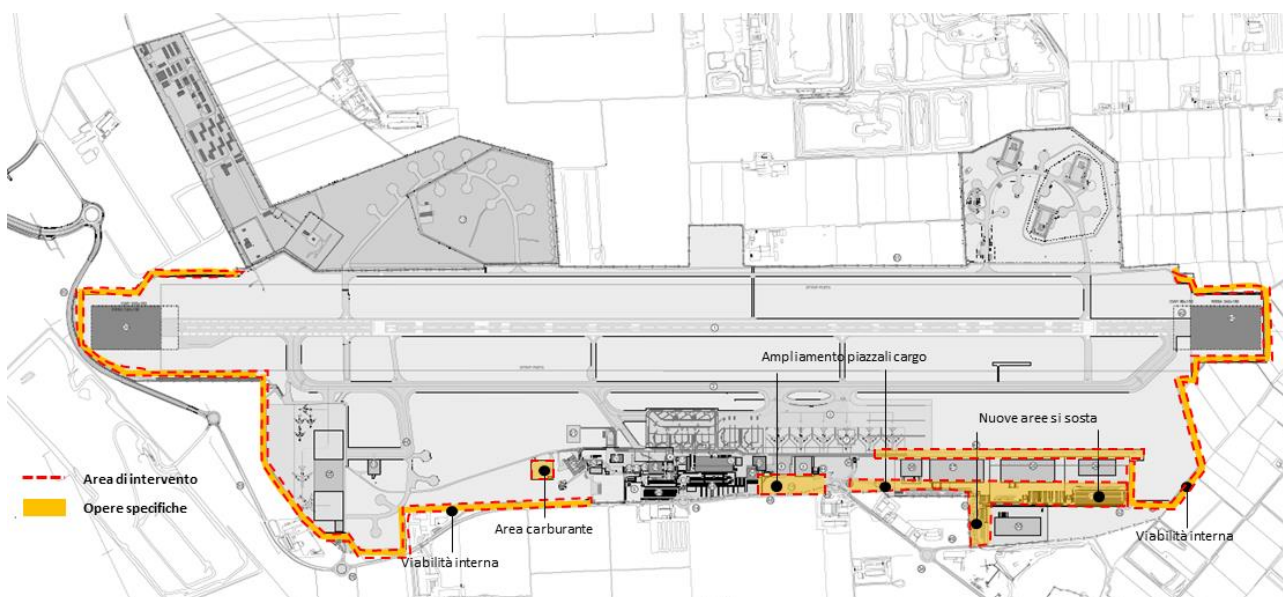 Ampliamento piazzali cargo
Nuove aree si sosta
Area di intervento
Opere specifiche
Area carburante
Viabilità interna
Viabilità interna